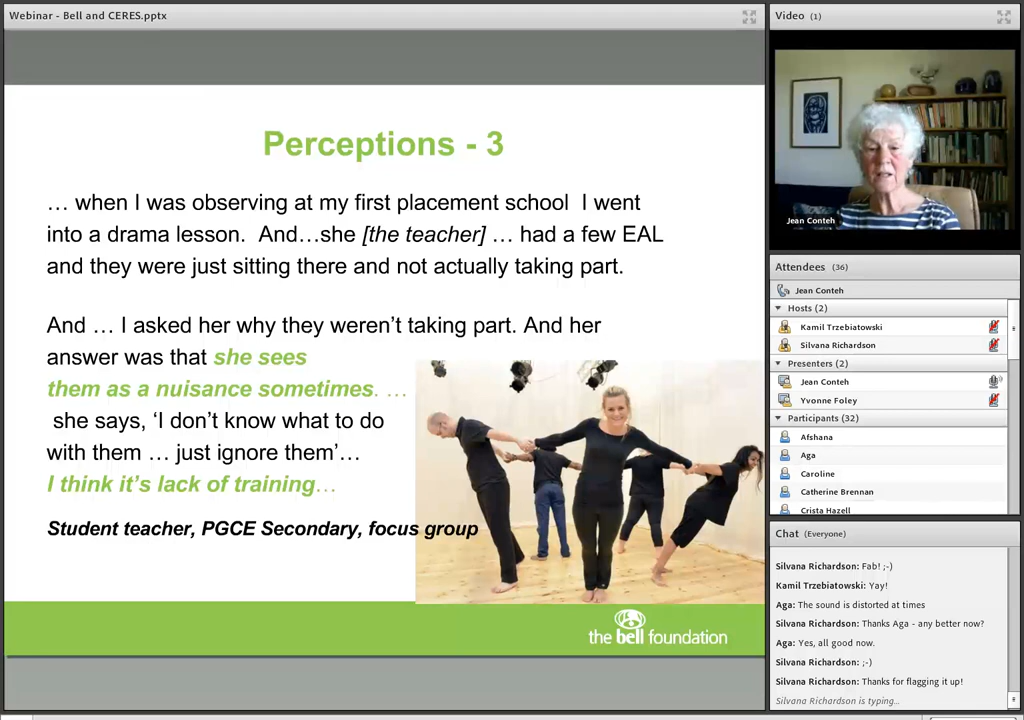 Webinar - Bell and CERES.pptx
Perceptions - 3
… when I was observing at my first placement school I went
into a drama lesson. And…she [the teacher] … had a few EAL
and they were just sitting there and not actually taking part.
And … I asked her why they weren’t taking part. And her
answer was that she sees
them as a nuisance sometimes. …
she says, ‘I don’t know what to do
with them … just ignore them’…
I think it’s lack of training…
Student teacher, PGCE Secondary, focus group
the bell foundation
Video (1)
Jean Conteh
Attendees (36)
Jean Conteh
Hosts (2)
Kamil Trzebiatowski
Silvana Richardson
Presenters (2)
Jean Conteh
Yvonne Foley
Participants (32)
Afshana
Aga
Caroline
Catherine Brennan
Crista Hazell
Chat (Everyone)
Silvana Richardson: Fab! ;-)
Kamil Trzebiatowski: Yay!
Aga: The sound is distorted at times
Silvana Richardson: Thanks Aga - any better now?
Aga: Yes, all good now.
Silvana Richardson: ;-)
Silvana Richardson: Thanks for flagging it up!
Silvana Richardson is typing...